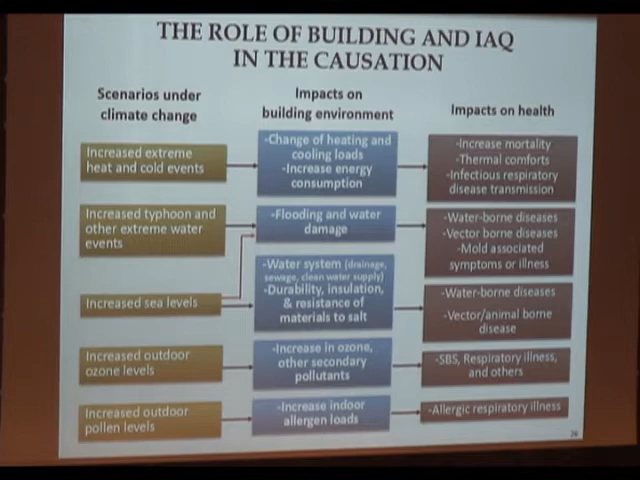 THE ROLE OF BUILDING AND IAQ
IN THE CAUSATION
Scenarios under
climate change
Impacts on
building environment
Impacts on health
Increased extreme
heat and cold events
-Change of heating and
cooling loads
-Increase energy
consumption
-Increase mortality
-Thermal comforts
-Infectious respiratory
disease transmission
Increased typhoon and
other extreme water
events
-Flooding and water
damage
-Water-borne diseases
-Vector borne diseases
-Mold associated
symptoms or illness
Increased sea levels
-Water system (drainage,
sewage, clean water supply)
-Durability, insulation,
& resistance of
materials to salt
-Water-borne diseases
-Vector/animal borne
disease
Increased outdoor
ozone levels
-Increase in ozone,
other secondary
pollutants
-SBS, Respiratory illness,
and others
Increased outdoor
pollen levels
-Increase indoor
allergen loads
-Allergic respiratory illness